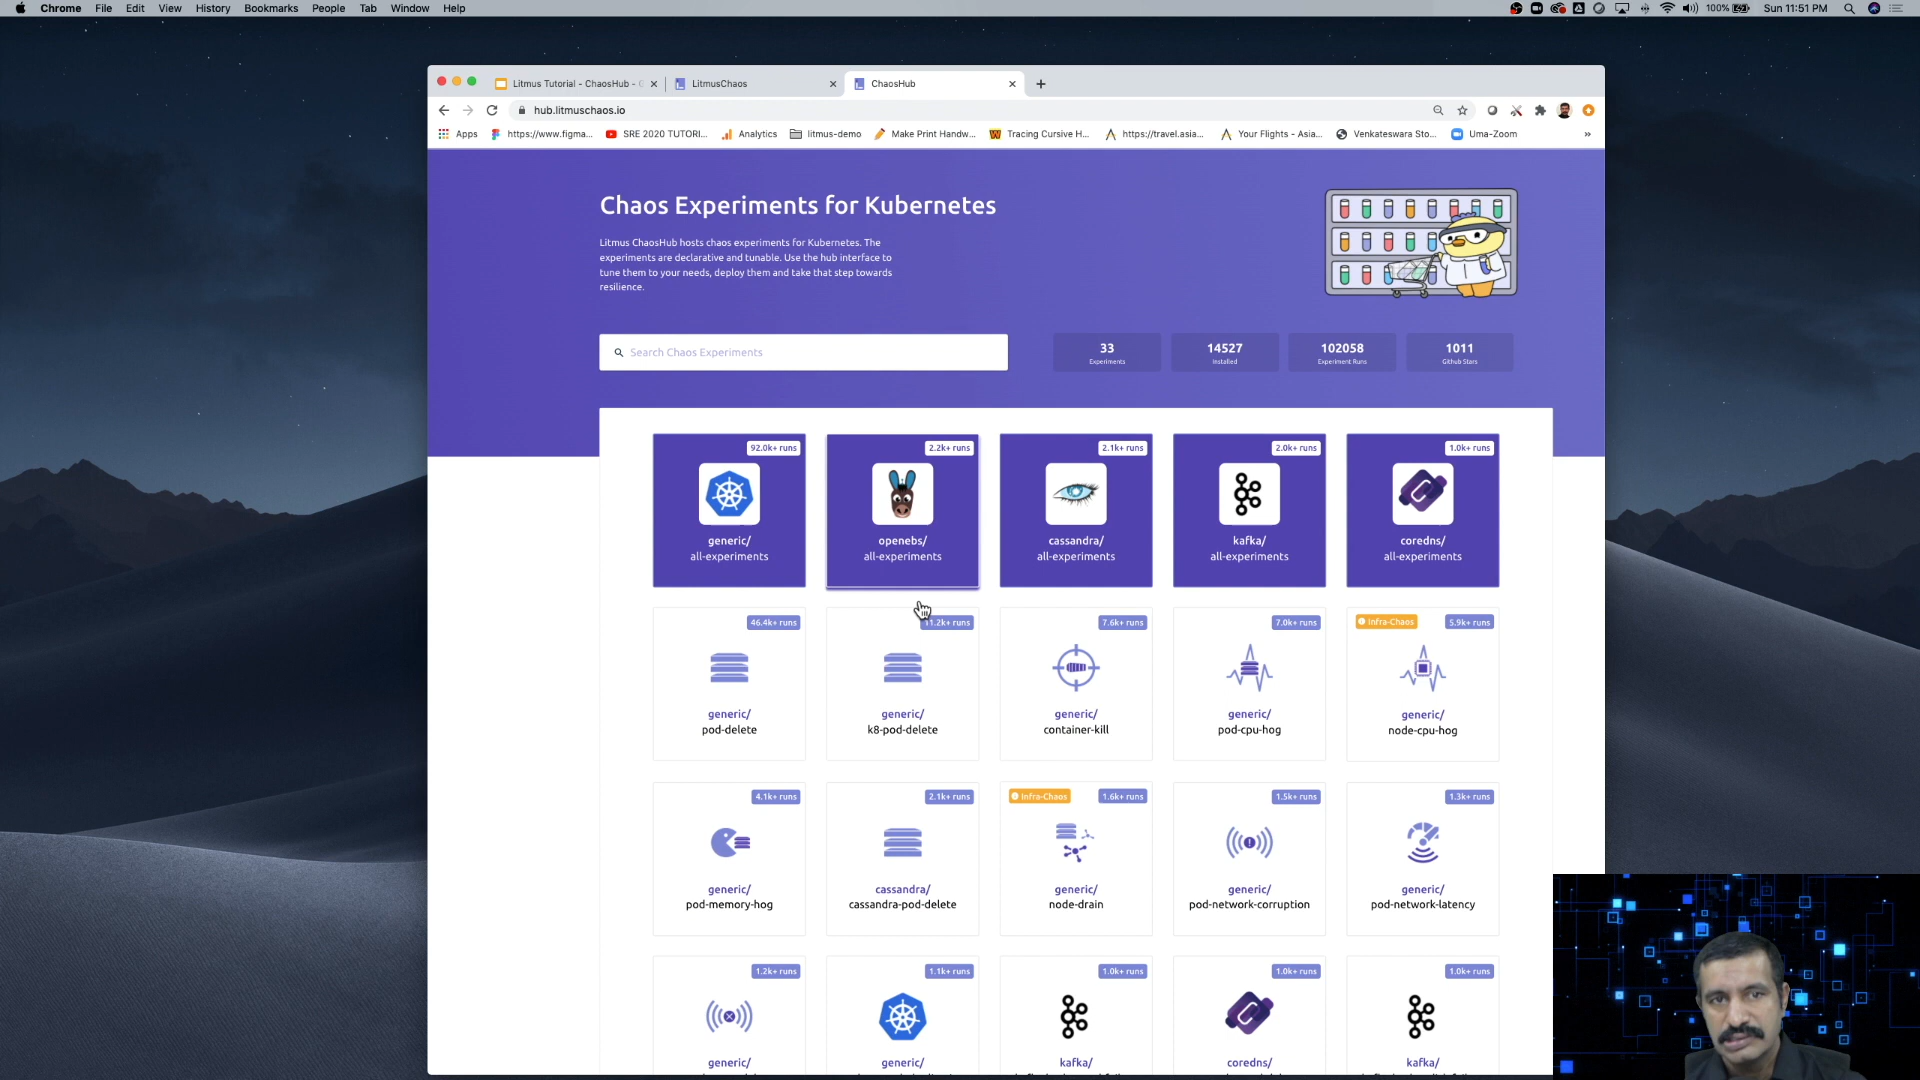 Chrome File Edit View History Bookmarks People Tab Window Help
100% Sun 11:51 PM
Litmus Tutorial - ChaosHub - LitmusChaos ChaosHub
hub.litmuschaos.io
Apps https://www.figma... SRE 2020 TUTORI... Analytics litmus-demo Make Print Handw... Tracing Cursive H... https://travel.asia... Your Flights - Asia... Venkateswara Sto... Uma-Zoom »
Chaos Experiments for Kubernetes
Litmus ChaosHub hosts chaos experiments for Kubernetes. The
experiments are declarative and tunable. Use the hub interface to
tune them to your needs, deploy them and take that step towards
resilience.
Search Chaos Experiments
33 14527 102058 1011
Experiments Installed Experiment Runs Github Stars
92.0k+ runs 2.2k+ runs 2.1k+ runs 2.0k+ runs 1.0k+ runs
generic/ openebs/ cassandra/ kafka/ coredns/
all-experiments all-experiments all-experiments all-experiments all-experiments
46.4k+ runs 11.2k+ runs 7.6k+ runs 7.0k+ runs Infra-Chaos 5.9k+ runs
generic/ generic/ generic/ generic/ generic/
pod-delete k8-pod-delete container-kill pod-cpu-hog node-cpu-hog
4.1k+ runs 2.1k+ runs Infra-Chaos 1.6k+ runs 1.5k+ runs 1.3k+ runs
generic/ cassandra/ generic/ generic/ generic/
pod-memory-hog cassandra-pod-delete node-drain pod-network-corruption pod-network-latency
1.2k+ runs 1.1k+ runs 1.0k+ runs 1.0k+ runs 1.0k+ runs
generic/ generic/ kafka/ coredns/ kafka/